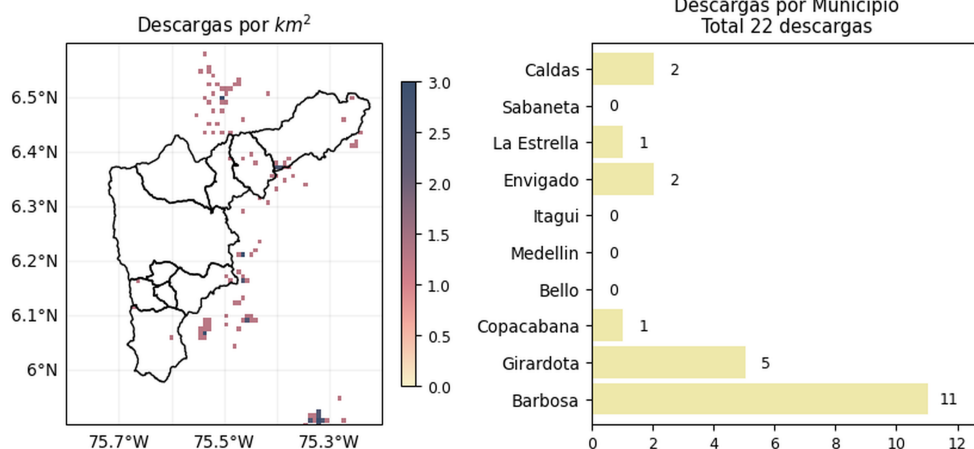 Descargas por km²
6.5°N
6.4°N
6.3°N
6.2°N
6.1°N
6°N
75.7°W
75.5°W
75.3°W
3.0
2.5
2.0
1.5
1.0
0.5
0.0
Descargas por Municipio
Total 22 descargas
Caldas 2
Sabaneta 0
La Estrella 1
Envigado 2
Itagui 0
Medellin 0
Bello 0
Copacabana 1
Girardota 5
Barbosa 11
0 2 4 6 8 10 12